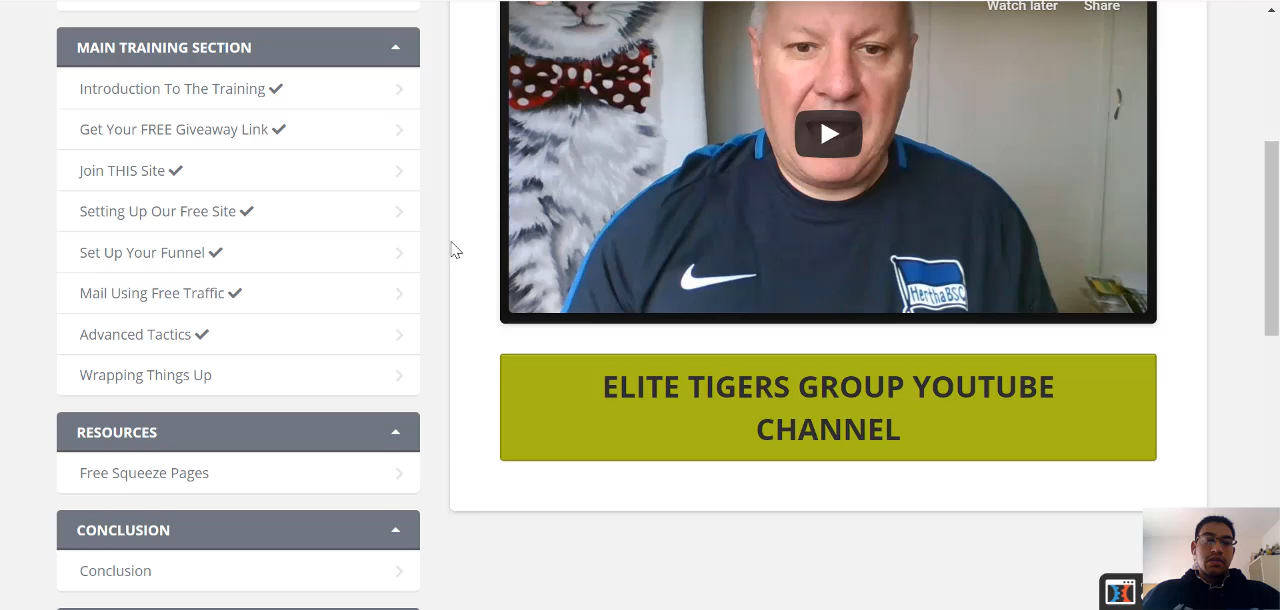 Watch later Share
MAIN TRAINING SECTION
Introduction To The Training
Get Your FREE Giveaway Link
Join THIS Site
Setting Up Our Free Site
Set Up Your Funnel
Mail Using Free Traffic
Advanced Tactics
Wrapping Things Up
RESOURCES
Free Squeeze Pages
CONCLUSION
Conclusion
Hertha BSC
ELITE TIGERS GROUP YOUTUBE
CHANNEL